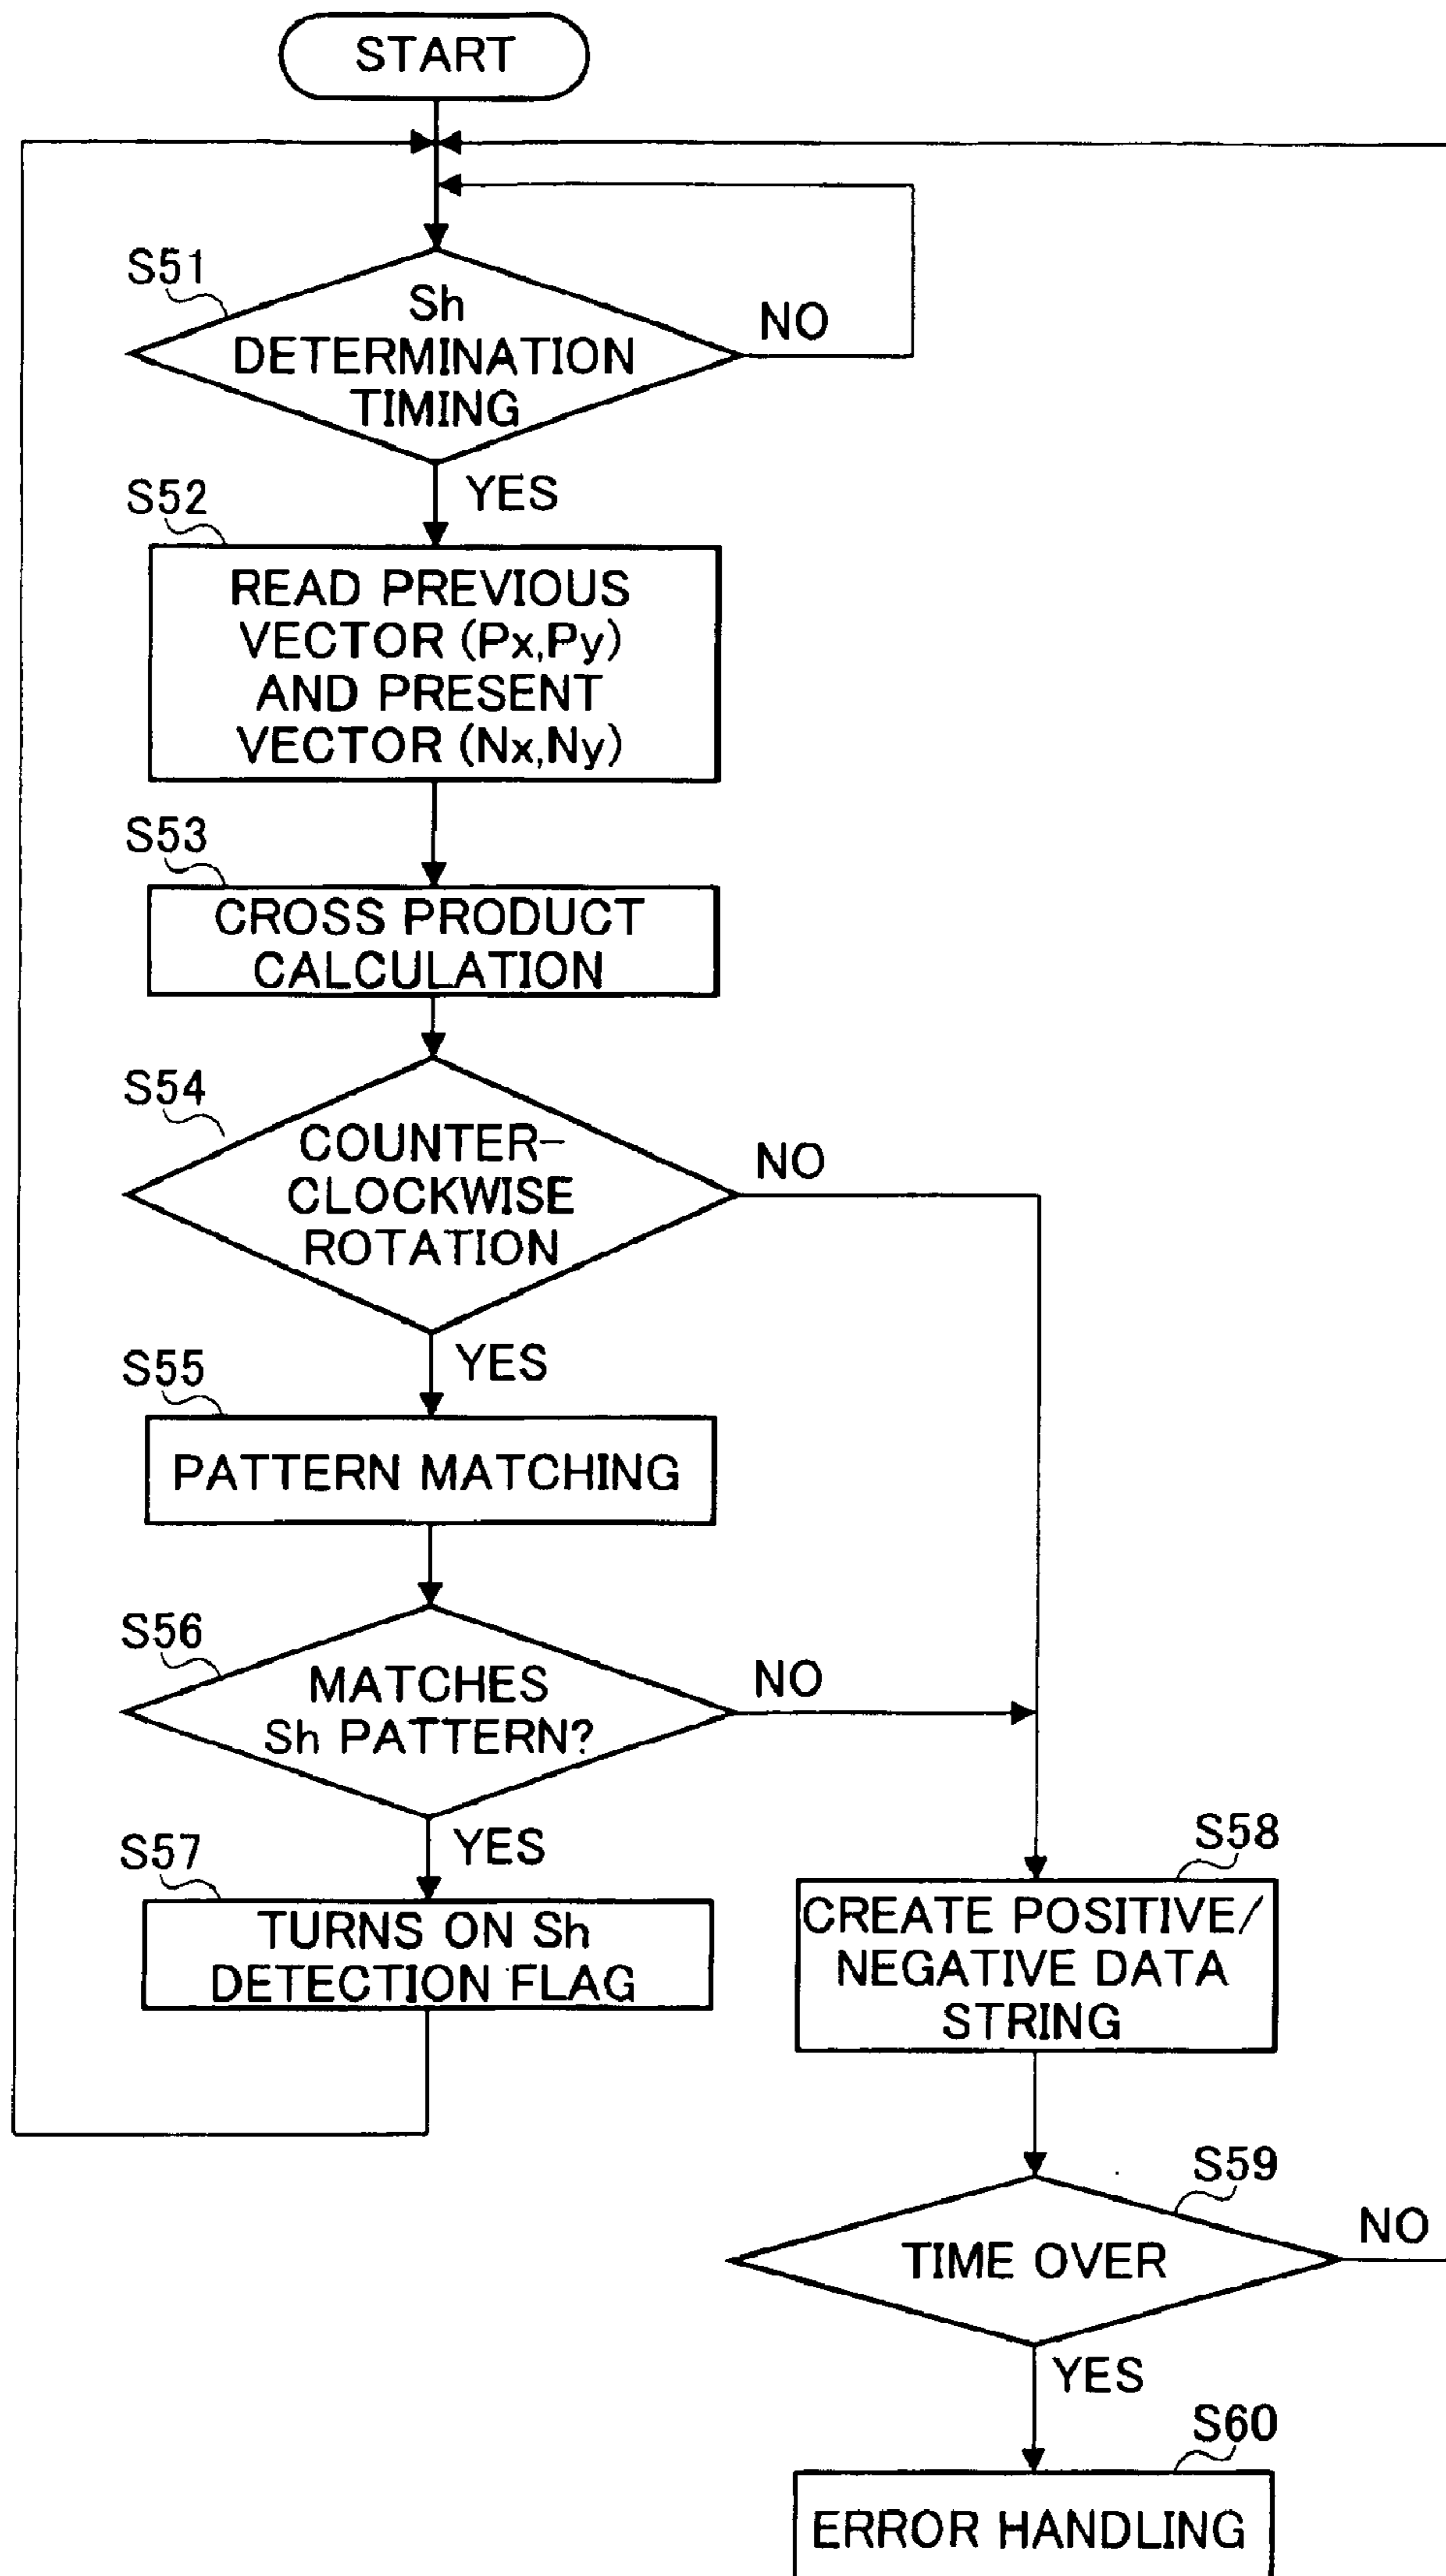 START
S51
Sh
DETERMINATION
TIMING
NO
YES
S52
READ PREVIOUS
VECTOR (Px,Py)
AND PRESENT
VECTOR (Nx,Ny)
S53
CROSS PRODUCT
CALCULATION
S54
COUNTER-
CLOCKWISE
ROTATION
NO
YES
S55
PATTERN MATCHING
S56
MATCHES
Sh PATTERN?
NO
YES
S57
TURNS ON Sh
DETECTION FLAG
S58
CREATE POSITIVE/
NEGATIVE DATA
STRING
S59
TIME OVER
NO
YES
S60
ERROR HANDLING